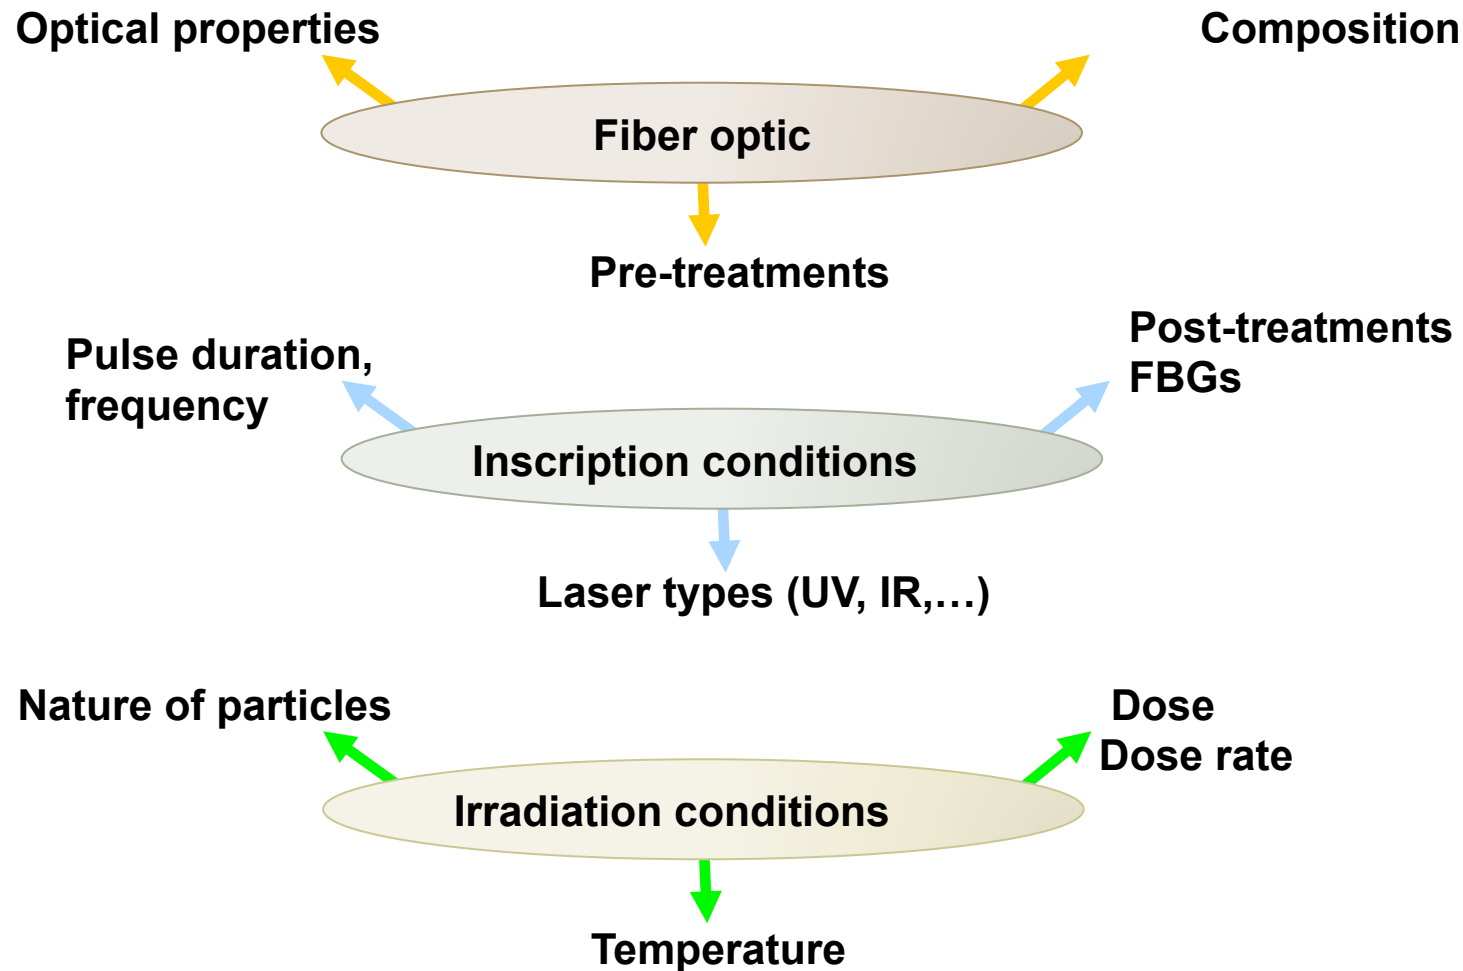 Optical properties
Composition
Fiber optic
Pre-treatments
Pulse duration,
frequency
Post-treatments
FBGs
Inscription conditions
Laser types (UV, IR,…)
Nature of particles
Dose
Dose rate
Irradiation conditions
Temperature